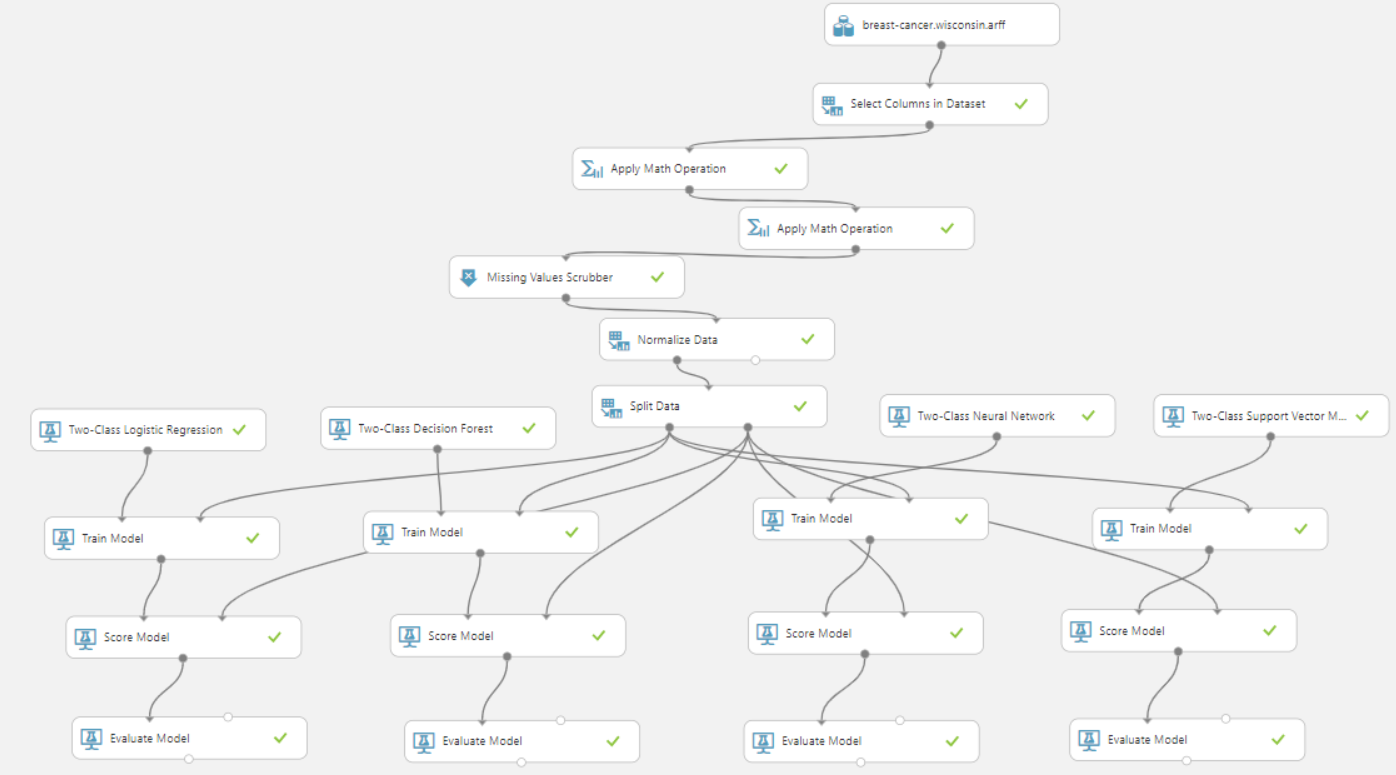 breast-cancer.wisconsin.arff
Select Columns in Dataset
Apply Math Operation
Apply Math Operation
Missing Values Scrubber
Normalize Data
Split Data
Two-Class Logistic Regression
Two-Class Decision Forest
Two-Class Neural Network
Two-Class Support Vector M...
Train Model
Train Model
Train Model
Train Model
Score Model
Score Model
Score Model
Score Model
Evaluate Model
Evaluate Model
Evaluate Model
Evaluate Model